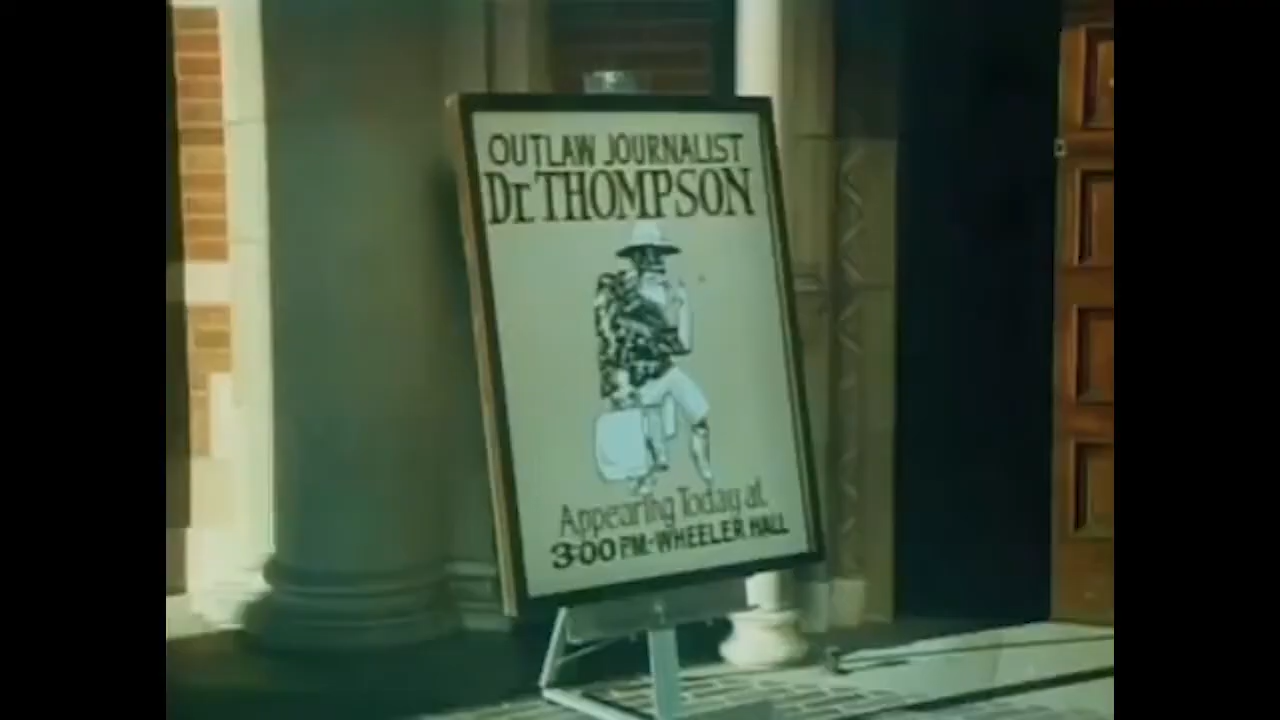 OUTLAW JOURNALIST
Dr THOMPSON
Appearing Today at
3:00 PM-WHEELER HALL